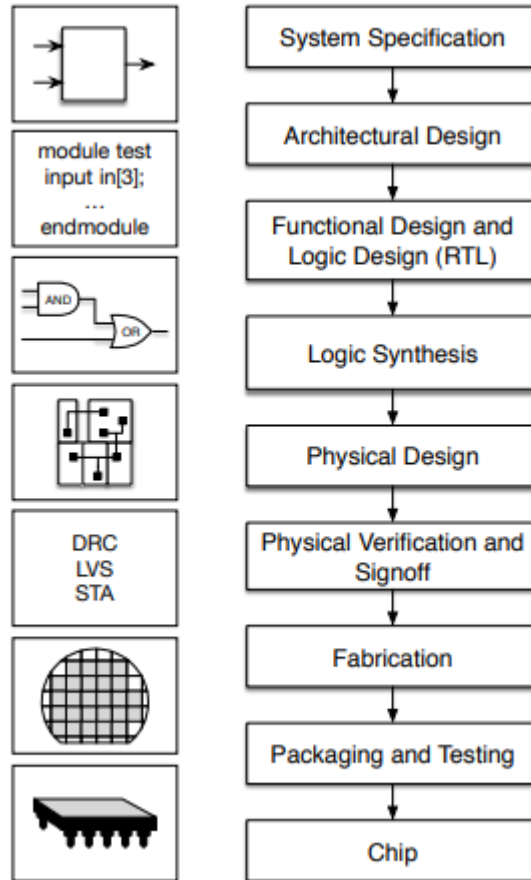 module test
input in[3];
...
endmodule
AND
OR
DRC
LVS
STA
System Specification
Architectural Design
Functional Design and
Logic Design (RTL)
Logic Synthesis
Physical Design
Physical Verification and
Signoff
Fabrication
Packaging and Testing
Chip